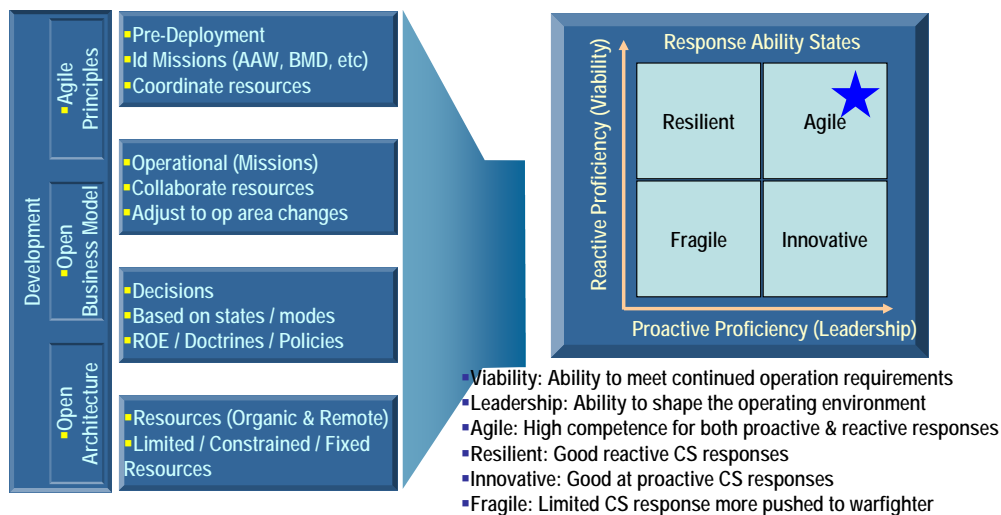 Development
▪Agile
Principles
▪Open
Business Model
▪Open
Architecture
▪Pre-Deployment
▪Id Missions (AAW, BMD, etc)
▪Coordinate resources
▪Operational (Missions)
▪Collaborate resources
▪Adjust to op area changes
▪Decisions
▪Based on states / modes
▪ROE / Doctrines / Policies
▪Resources (Organic & Remote)
▪Limited / Constrained / Fixed
Resources
Response Ability States
Reactive Proficiency (Viability)
Resilient
Agile
Fragile
Innovative
Proactive Proficiency (Leadership)
▪Viability: Ability to meet continued operation requirements
▪Leadership: Ability to shape the operating environment
▪Agile: High competence for both proactive & reactive responses
▪Resilient: Good reactive CS responses
▪Innovative: Good at proactive CS responses
▪Fragile: Limited CS response more pushed to warfighter